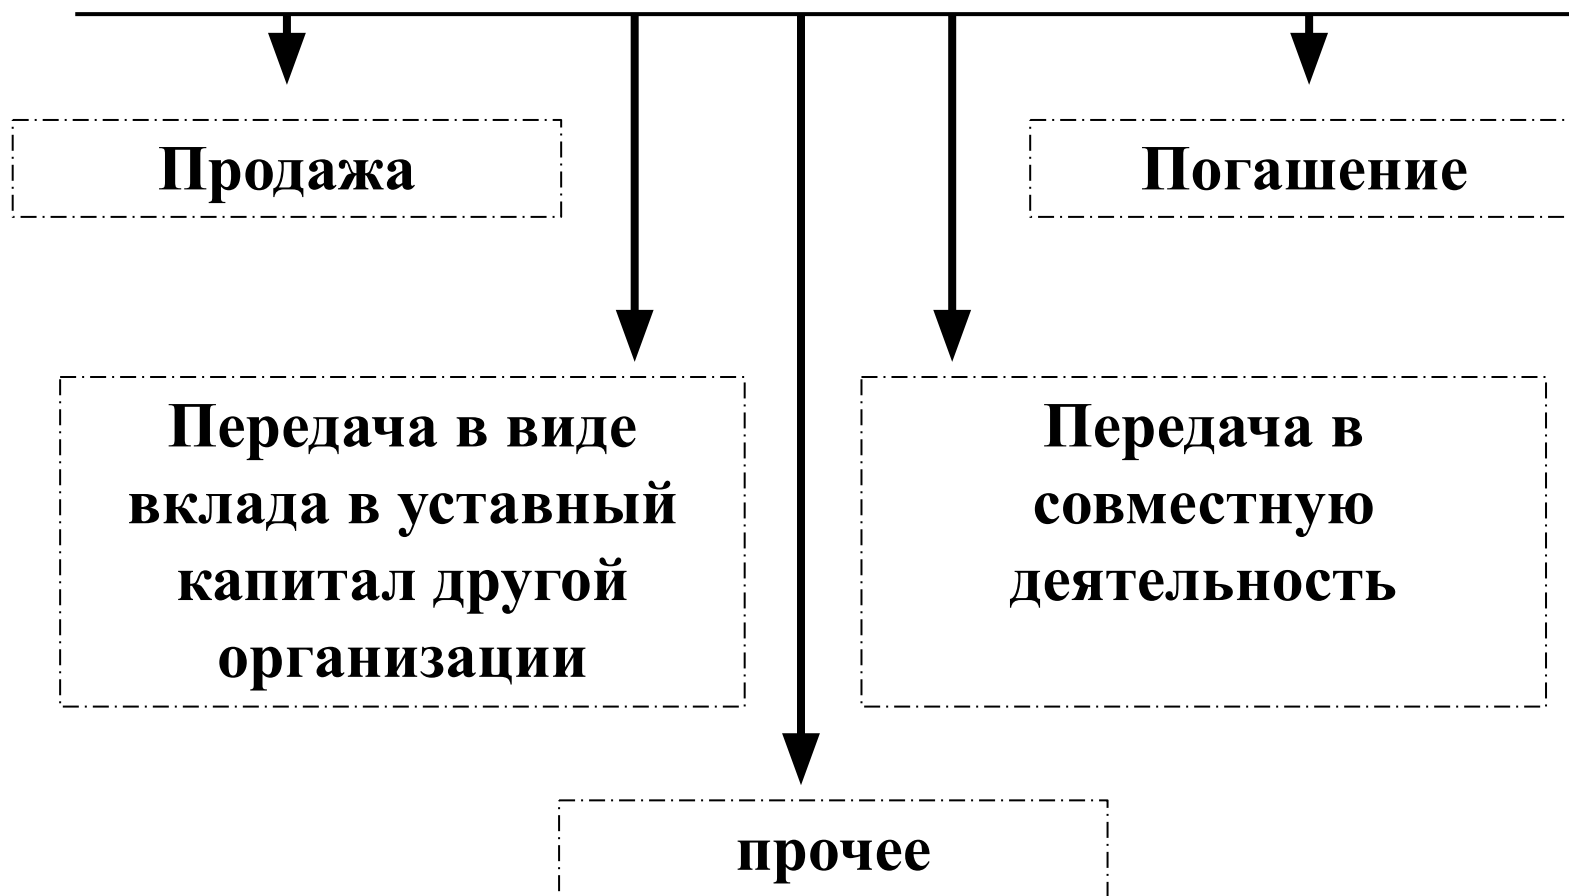 Продажа
Погашение
Передача в виде
вклада в уставный
капитал другой
организации
Передача в
совместную
деятельность
прочее